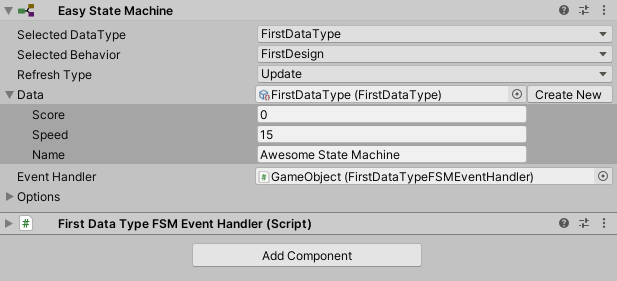 Easy State Machine
Selected DataType FirstDataType
Selected Behavior FirstDesign
Refresh Type Update
Data FirstDataType (FirstDataType) Create New
Score 0
Speed 15
Name Awesome State Machine
Event Handler # GameObject (FirstDataTypeFSMEventHandler)
Options
# First Data Type FSM Event Handler (Script)
Add Component